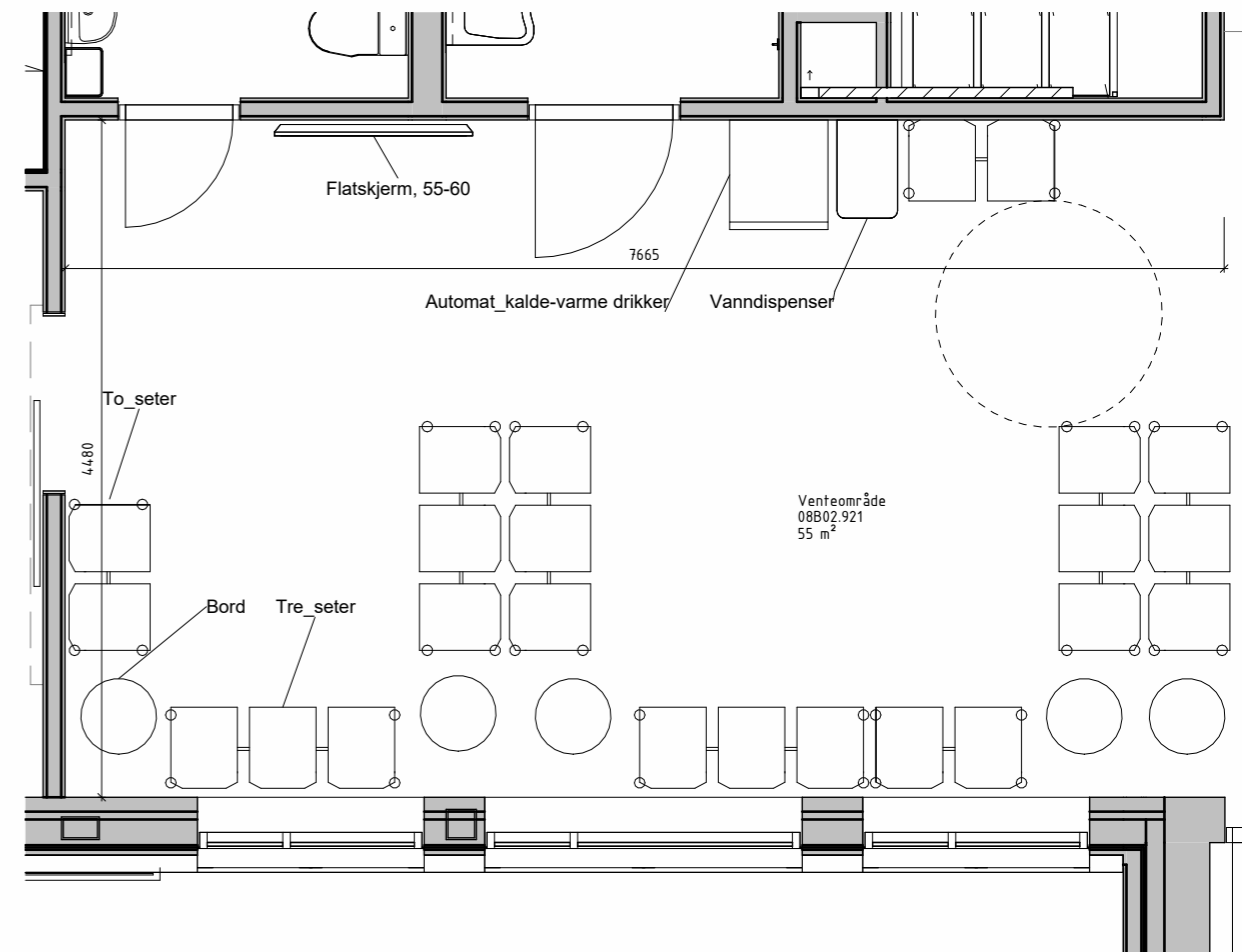 Flatskjerm, 55-60
7665
Automat_kalde-varme drikker
Vanndispenser
To_seter
4480
Venteområde
08B02.921
55 m²
Bord
Tre_seter